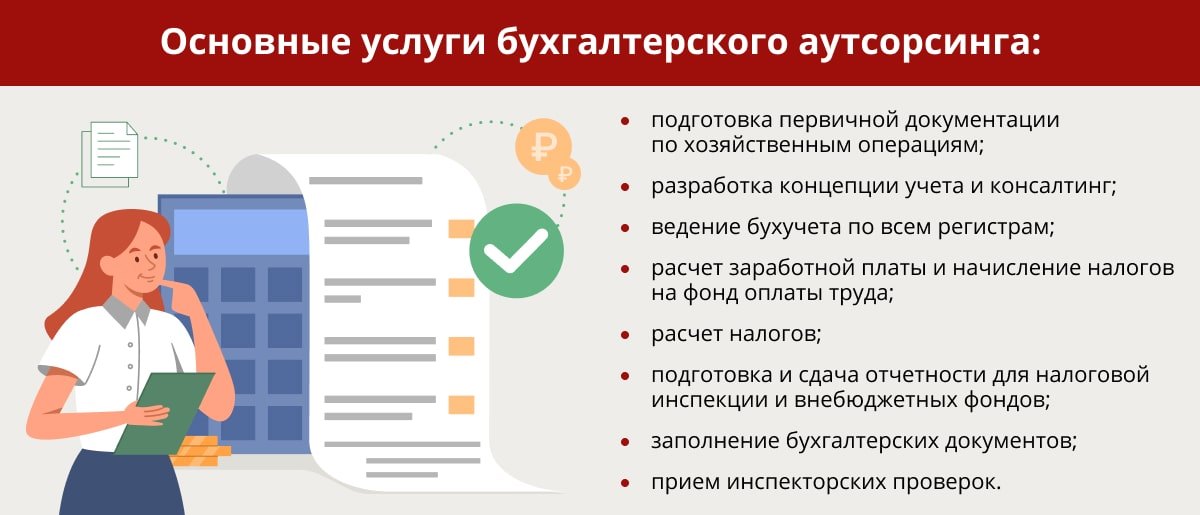 Основные услуги бухгалтерского аутсорсинга:
₽
₽
• подготовка первичной документации
по хозяйственным операциям;
• разработка концепции учета и консалтинг;
• ведение бухучета по всем регистрам;
• расчет заработной платы и начисление налогов
на фонд оплаты труда;
• расчет налогов;
• подготовка и сдача отчетности для налоговой
инспекции и внебюджетных фондов;
• заполнение бухгалтерских документов;
• прием инспекторских проверок.